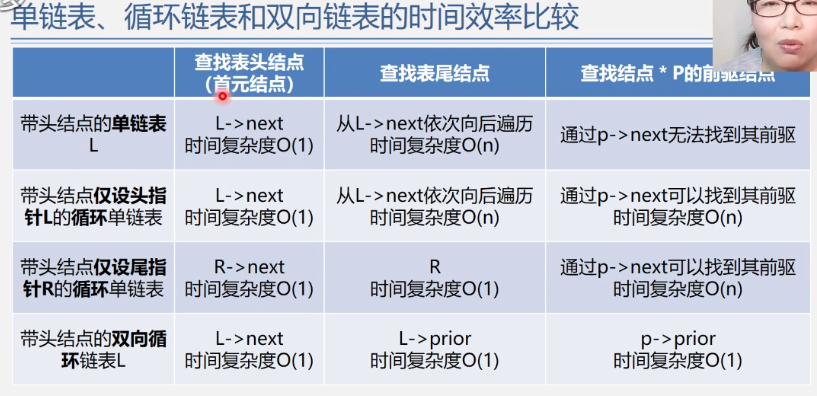 单链表、循环链表和双向链表的时间效率比较
查找表头结点
(首元结点)
查找表尾结点
查找结点 * P的前驱结点
带头结点的单链表
L
L->next
时间复杂度O(1)
从L->next依次向后遍历
时间复杂度O(n)
通过p->next无法找到其前驱
带头结点仅设头指
针L的循环单链表
L->next
时间复杂度O(1)
从L->next依次向后遍历
时间复杂度O(n)
通过p->next可以找到其前驱
时间复杂度O(n)
带头结点仅设尾指
针R的循环单链表
R->next
时间复杂度O(1)
R
时间复杂度O(1)
通过p->next可以找到其前驱
时间复杂度O(n)
带头结点的双向循
环链表L
L->next
时间复杂度O(1)
L->prior
时间复杂度O(1)
p->prior
时间复杂度O(1)